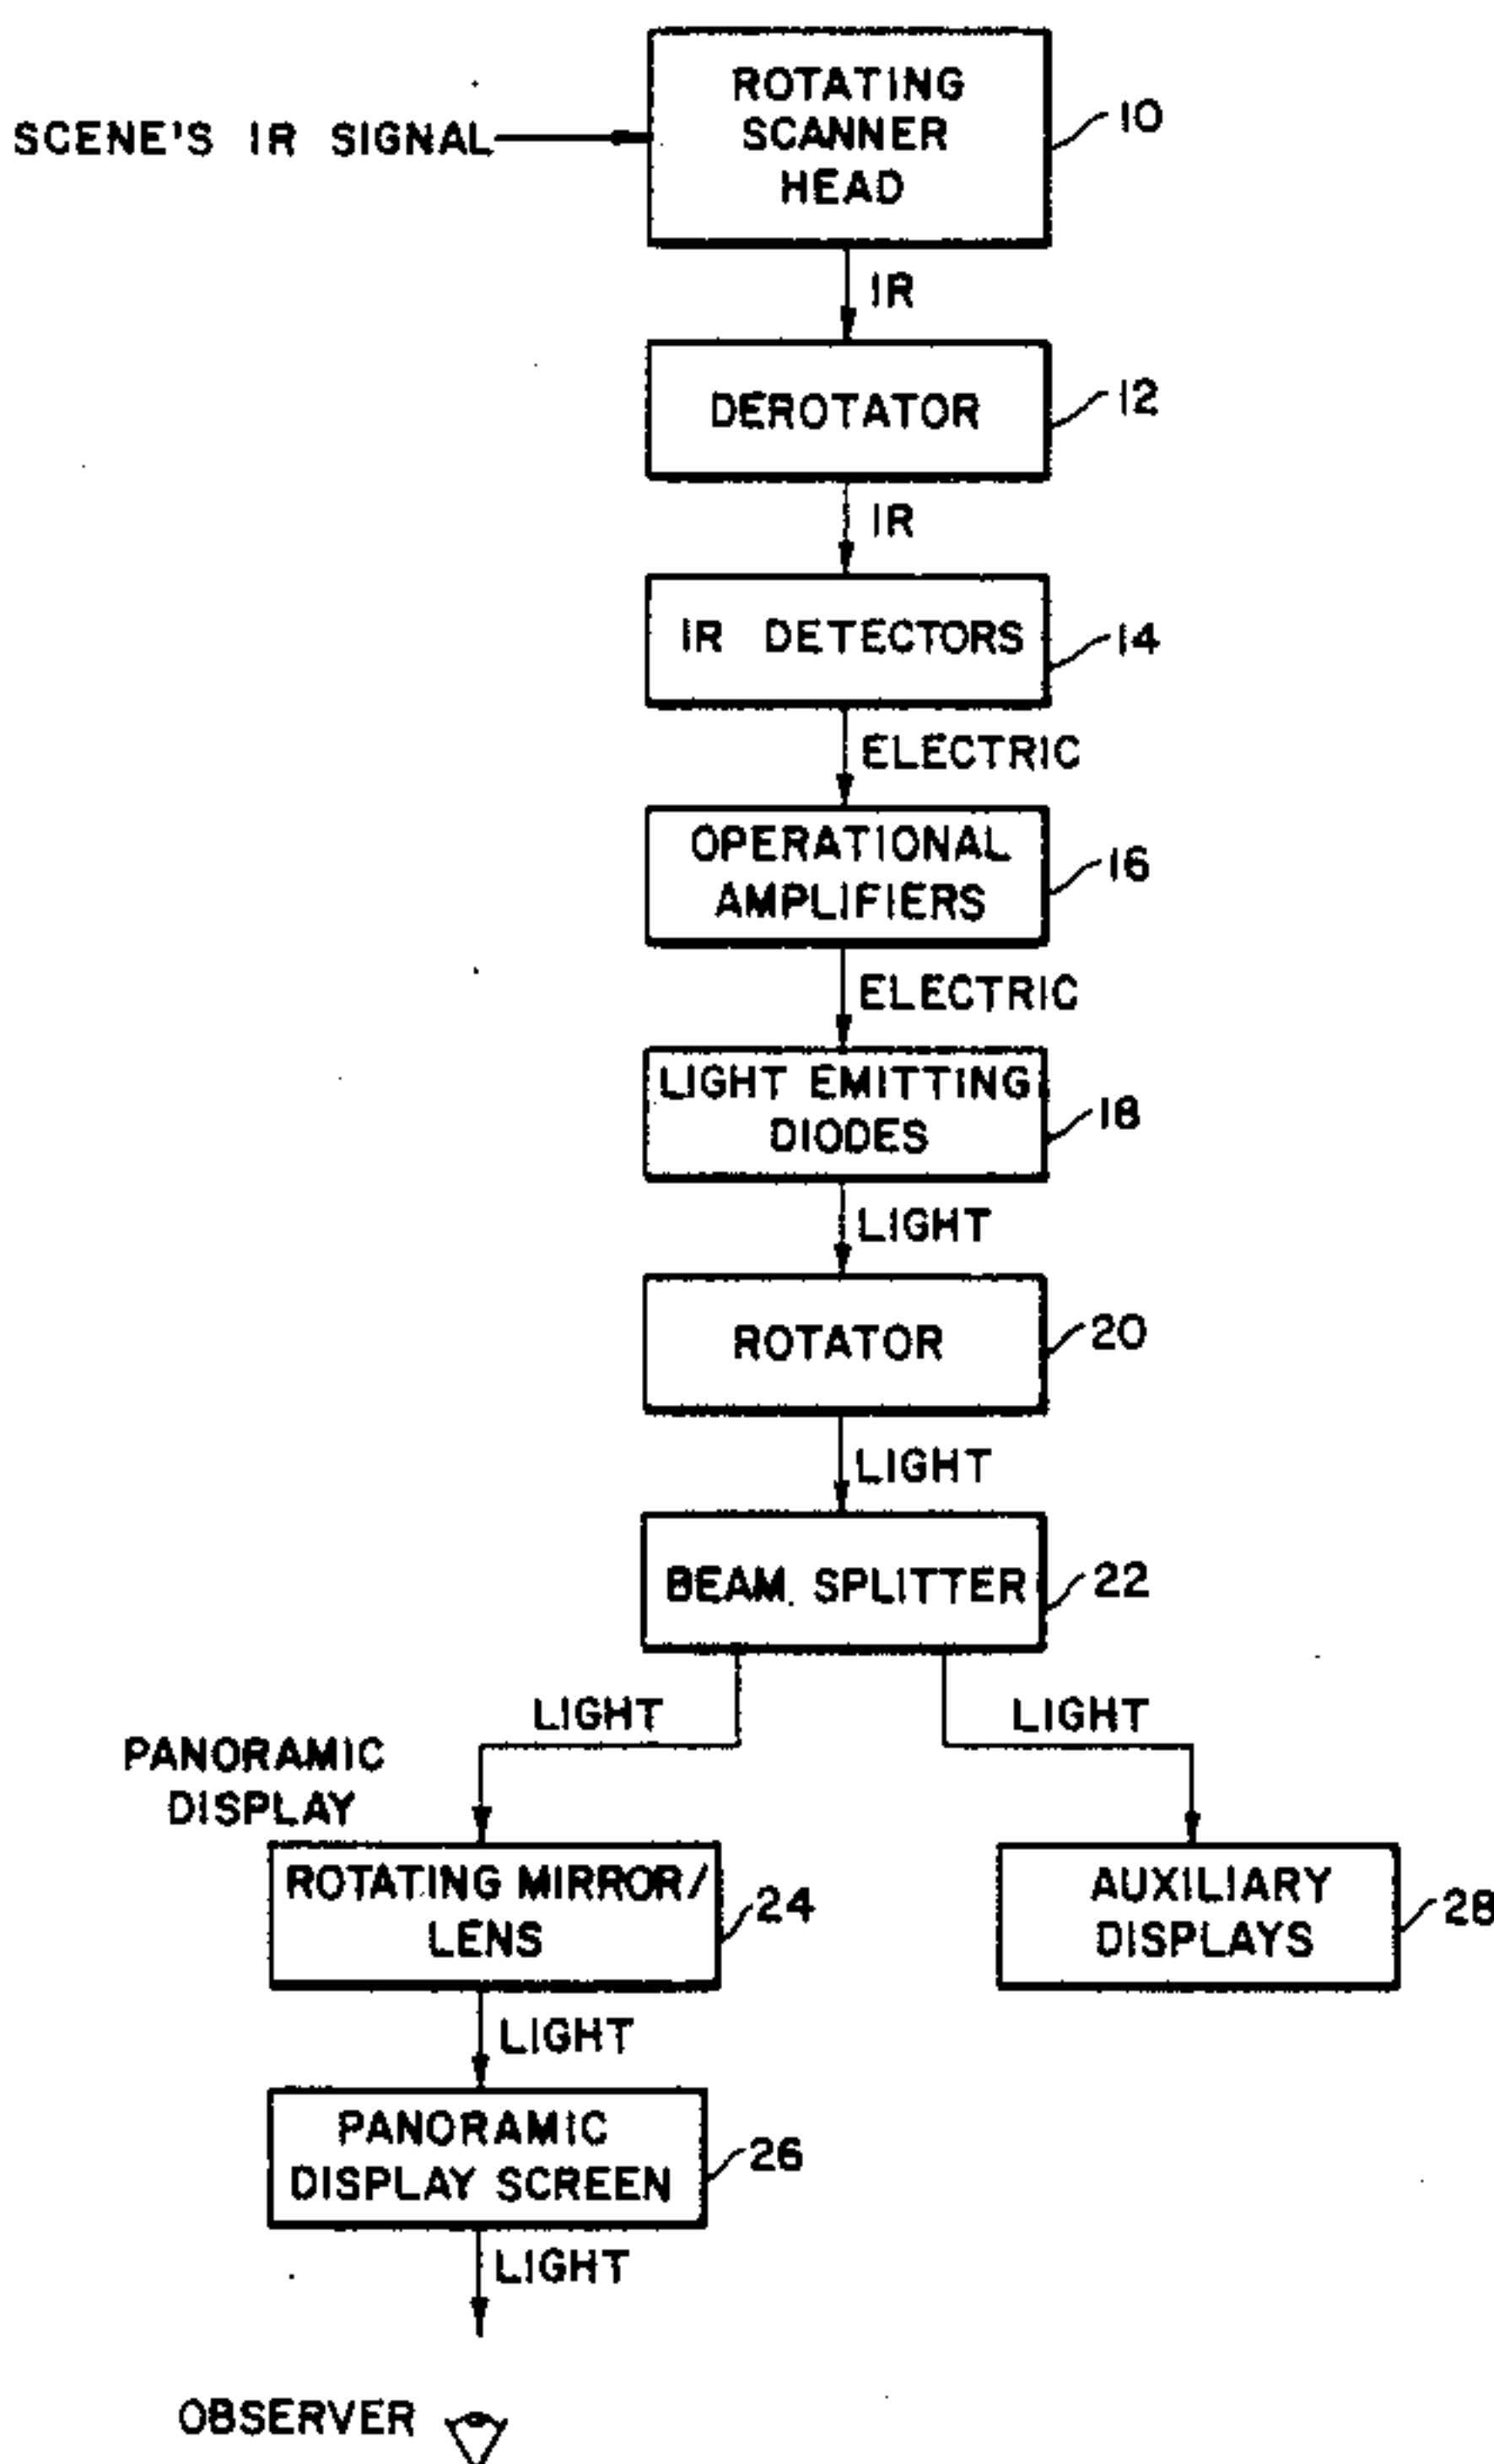 ROTATING
SCANNER
HEAD
10
SCENE'S IR SIGNAL
IR
DEROTATOR
12
IR
IR DETECTORS
14
ELECTRIC
OPERATIONAL
AMPLIFIERS
16
ELECTRIC
LIGHT EMITTING
DIODES
18
LIGHT
ROTATOR
20
LIGHT
BEAM SPLITTER
22
LIGHT
LIGHT
PANORAMIC
DISPLAY
ROTATING MIRROR/
LENS
24
AUXILIARY
DISPLAYS
28
LIGHT
PANORAMIC
DISPLAY SCREEN
26
LIGHT
OBSERVER